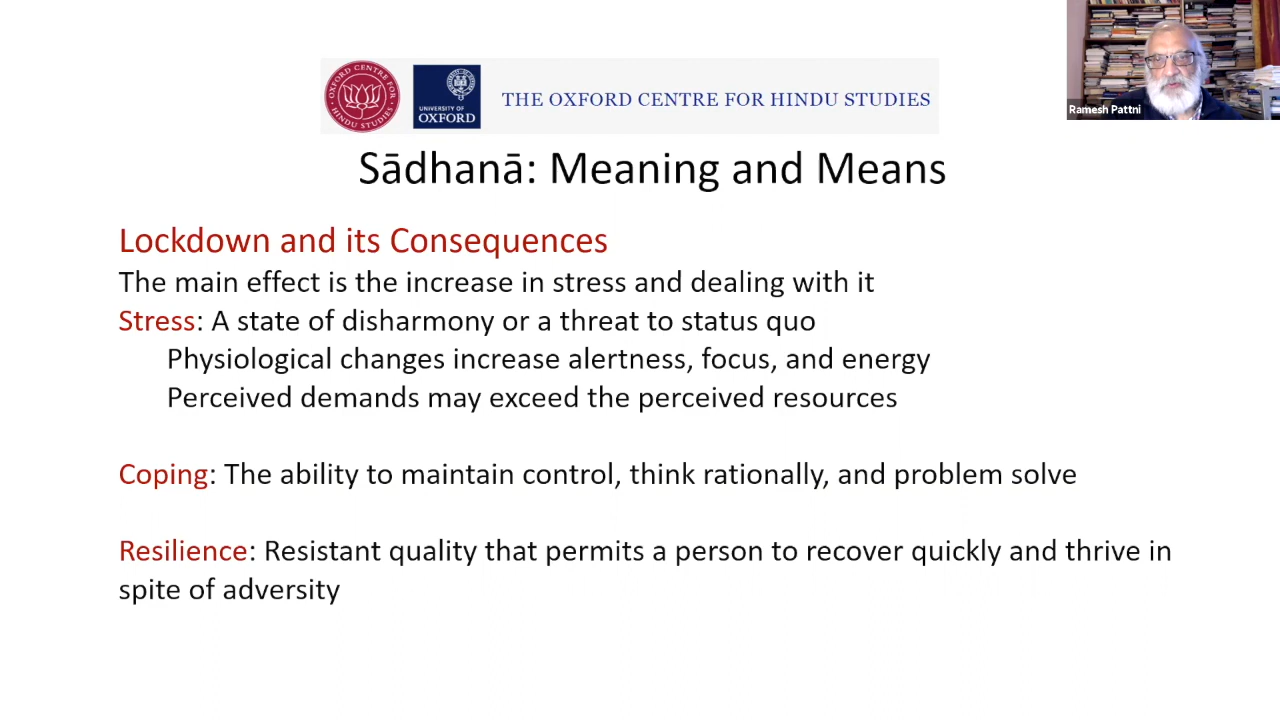 OXFORD CENTRE FOR
HINDU STUDIES
UNIVERSITY OF
OXFORD
THE OXFORD CENTRE FOR HINDU STUDIES
Ramesh Pattni
Sādhanā: Meaning and Means
Lockdown and its Consequences
The main effect is the increase in stress and dealing with it
Stress: A state of disharmony or a threat to status quo
Physiological changes increase alertness, focus, and energy
Perceived demands may exceed the perceived resources
Coping: The ability to maintain control, think rationally, and problem solve
Resilience: Resistant quality that permits a person to recover quickly and thrive in
spite of adversity